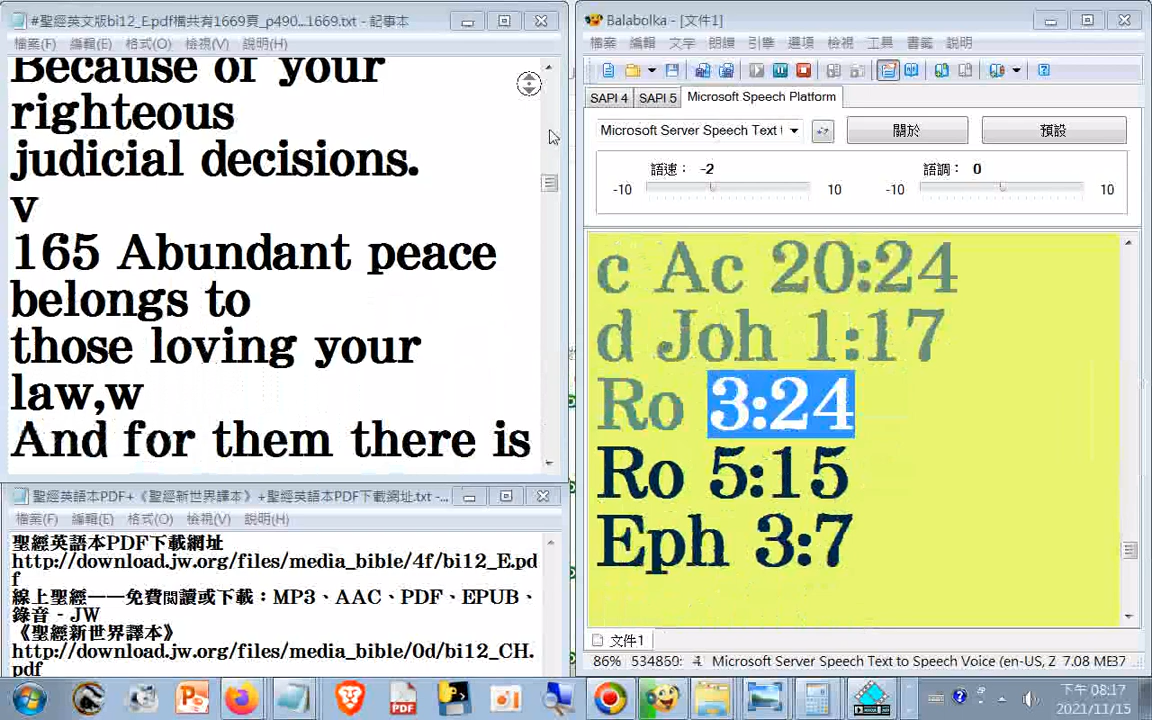 #聖經英文版bi12_E.pdf檔共有1669頁_p490...1669.txt - 記事本
檔案(F) 編輯(E) 格式(O) 檢視(V) 說明(H)
Because of your
righteous
judicial decisions.
v
165 Abundant peace
belongs to
those loving your
law,w
And for them there is
聖經英語本PDF+《聖經新世界譯本》+聖經英語本PDF下載網址.txt -...
檔案(F) 編輯(E) 格式(O) 檢視(V) 說明(H)
聖經英語本PDF下載網址
http://download.jw.org/files/media_bible/4f/bi12_E.pd
f
線上聖經——免費閱讀或下載：MP3、AAC、PDF、EPUB、
錄音 - JW
《聖經新世界譯本》
http://download.jw.org/files/media_bible/0d/bi12_CH.
pdf
Balabolka - [文件1]
檔案 編輯 文字 朗讀 引擎 選項 檢視 工具 書籤 說明
SAPI 4 SAPI 5 Microsoft Speech Platform
Microsoft Server Speech Text 關於 預設
語速： -2 語調： 0
-10 10 -10 10
c Ac 20:24
d Joh 1:17
Ro 3:24
Ro 5:15
Eph 3:7
文件1
86% 534859: 4 Microsoft Server Speech Text to Speech Voice (en-US, Z 7.08 ME37
下午 08:17
2021/11/15